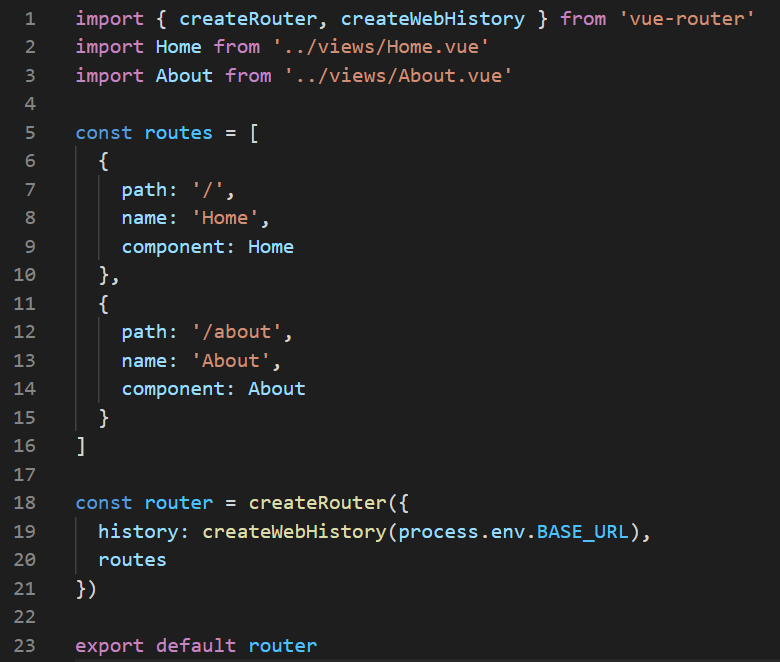 1 import { createRouter, createWebHistory } from 'vue-router'
2 import Home from '../views/Home.vue'
3 import About from '../views/About.vue'
4
5 const routes = [
6   {
7     path: '/',
8     name: 'Home',
9     component: Home
10   },
11   {
12     path: '/about',
13     name: 'About',
14     component: About
15   }
16 ]
17
18 const router = createRouter({
19   history: createWebHistory(process.env.BASE_URL),
20   routes
21 })
22
23 export default router